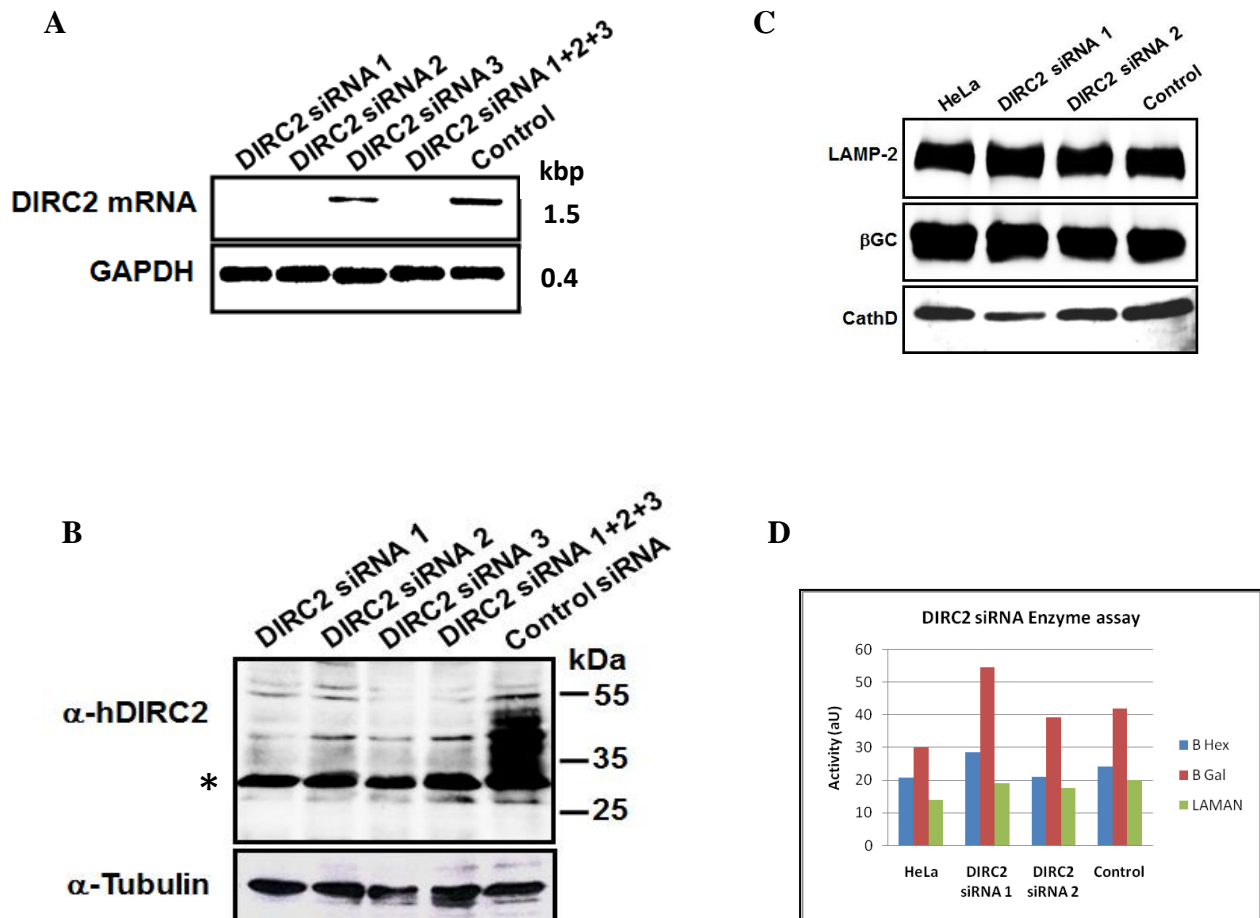 A
DIRC2 siRNA 1
DIRC2 siRNA 2
DIRC2 siRNA 3
DIRC2 siRNA 1+2+3
Control
kbp
DIRC2 mRNA
1.5
GAPDH
0.4
C
HeLa
DIRC2 siRNA 1
DIRC2 siRNA 2
Control
LAMP-2
βGC
CathD
B
DIRC2 siRNA 1
DIRC2 siRNA 2
DIRC2 siRNA 3
DIRC2 siRNA 1+2+3
Control siRNA
kDa
α-hDIRC2
55
35
*
25
α-Tubulin
D
DIRC2 siRNA Enzyme assay
Activity (aU)
60
50
40
30
20
10
0
HeLa
DIRC2
siRNA 1
DIRC2
siRNA 2
Control
B Hex
B Gal
LAMAN